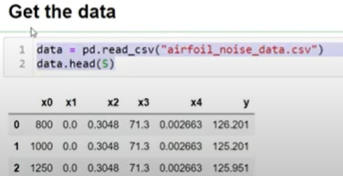 Get the data
1 data = pd.read_csv("airfoil_noise_data.csv")
2 data.head(5)
x0 x1 x2 x3 x4 y
0 800 0.0 0.3048 71.3 0.002663 126.201
1 1000 0.0 0.3048 71.3 0.002663 125.201
2 1250 0.0 0.3048 71.3 0.002663 125.951